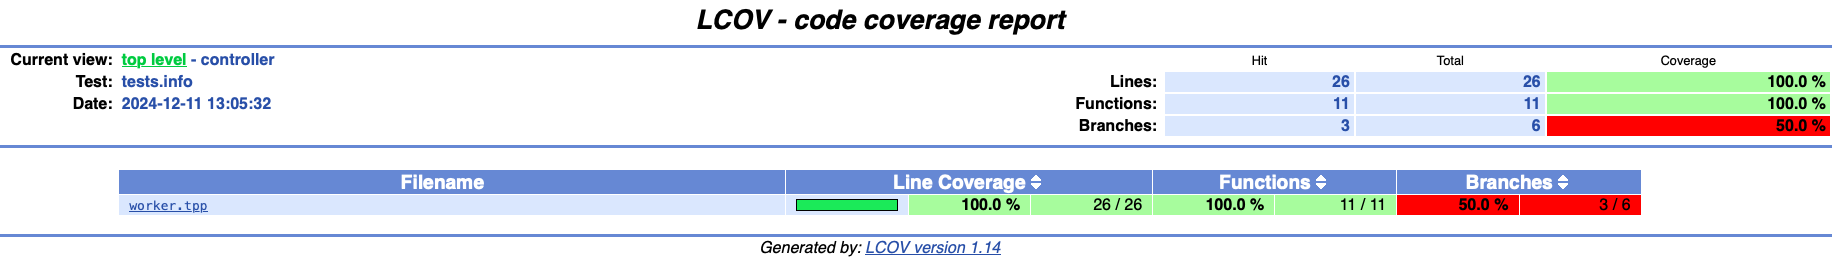 LCOV - code coverage report
Current view: top level - controller
Test: tests.info
Date: 2024-12-11 13:05:32
Hit Total Coverage
Lines: 26 26 100.0 %
Functions: 11 11 100.0 %
Branches: 3 6 50.0 %
Filename Line Coverage Functions Branches
worker.tpp 100.0 % 26 / 26 100.0 % 11 / 11 50.0 % 3 / 6
Generated by: LCOV version 1.14